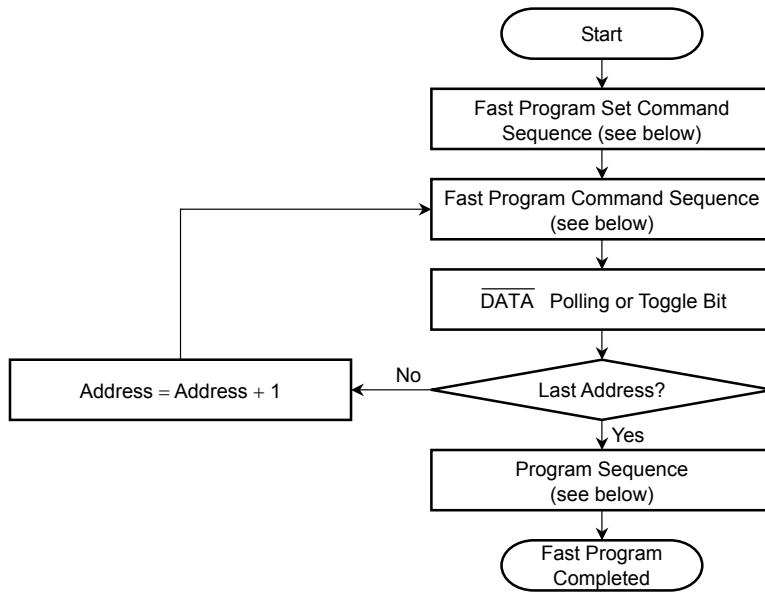 Start
Fast Program Set Command
Sequence (see below)
Fast Program Command Sequence
(see below)
DATA Polling or Toggle Bit
Address = Address + 1
No
Last Address?
Yes
Program Sequence
(see below)
Fast Program
Completed